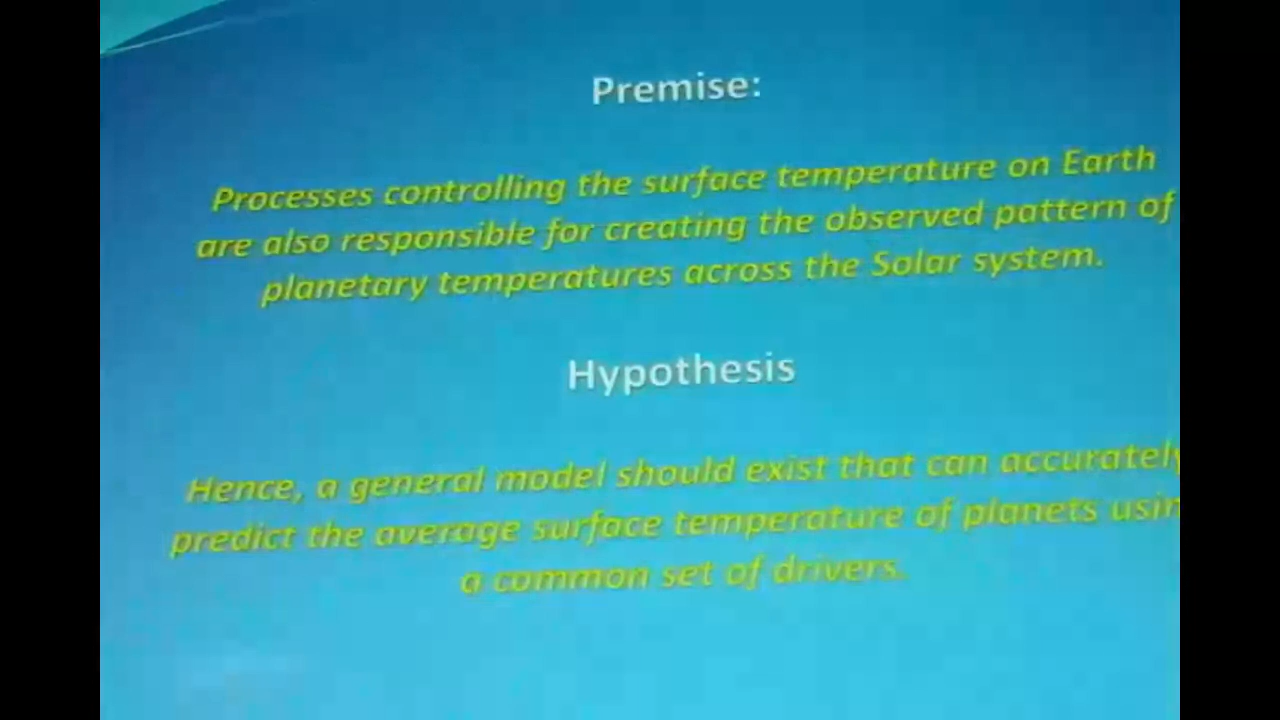 Premise:
Processes controlling the surface temperature on Earth
are also responsible for creating the observed pattern of
planetary temperatures across the Solar system.
Hypothesis
Hence, a general model should exist that can accurately
predict the average surface temperature of planets usin
a common set of drivers.